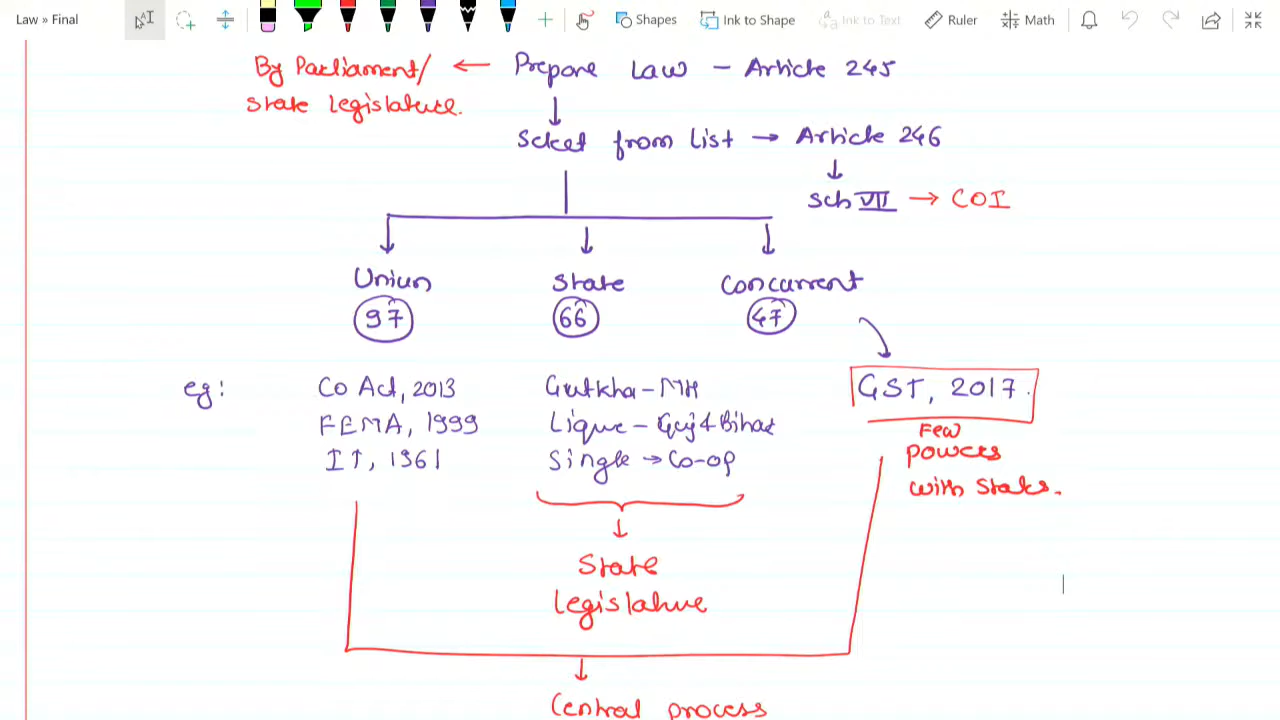 Law » Final
Shapes
Ink to Shape
Ink to Text
Ruler
Math
By Parliament/ ← Prepare Law – Article 245
State legislature.
Select from list → Article 246
Sch VII → COI
Union State Concurrent
97 66 47
eg: Co Act, 2013 Gutkha – MH GST, 2017.
FEMA, 1999 Liquor – Guj & Bihar Few
IT, 1961 Single → Co-op powers
with States.
State
legislature
Central process